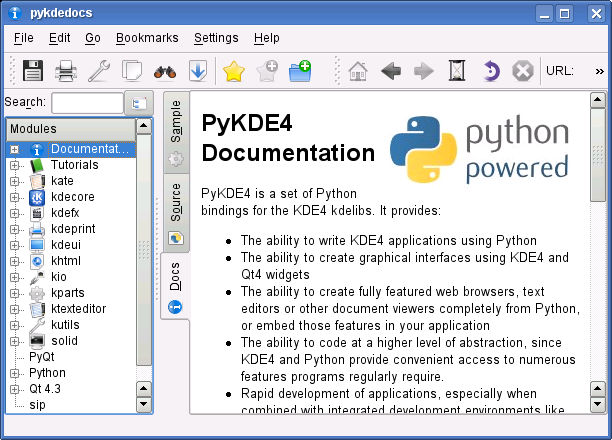 pykdedocs
File Edit Go Bookmarks Settings Help
URL: »
Search:
Modules
Documentat...
Tutorials
kate
kdecore
kdefx
kdeprint
kdeui
khtml
kio
kparts
ktexteditor
kutils
solid
PyQt
Python
Qt 4.3
sip
Sample
Source
Docs
PyKDE4
Documentation
python
powered
PyKDE4 is a set of Python
bindings for the KDE4 kdelibs. It provides:
• The ability to write KDE4 applications using Python
• The ability to create graphical interfaces using KDE4 and
Qt4 widgets
• The ability to create fully featured web browsers, text
editors or other document viewers completely from Python,
or embed those features in your application
• The ability to code at a higher level of abstraction, since
KDE4 and Python provide convenient access to numerous
features programs regularly require.
• Rapid development of applications, especially when
combined with integrated development environments like